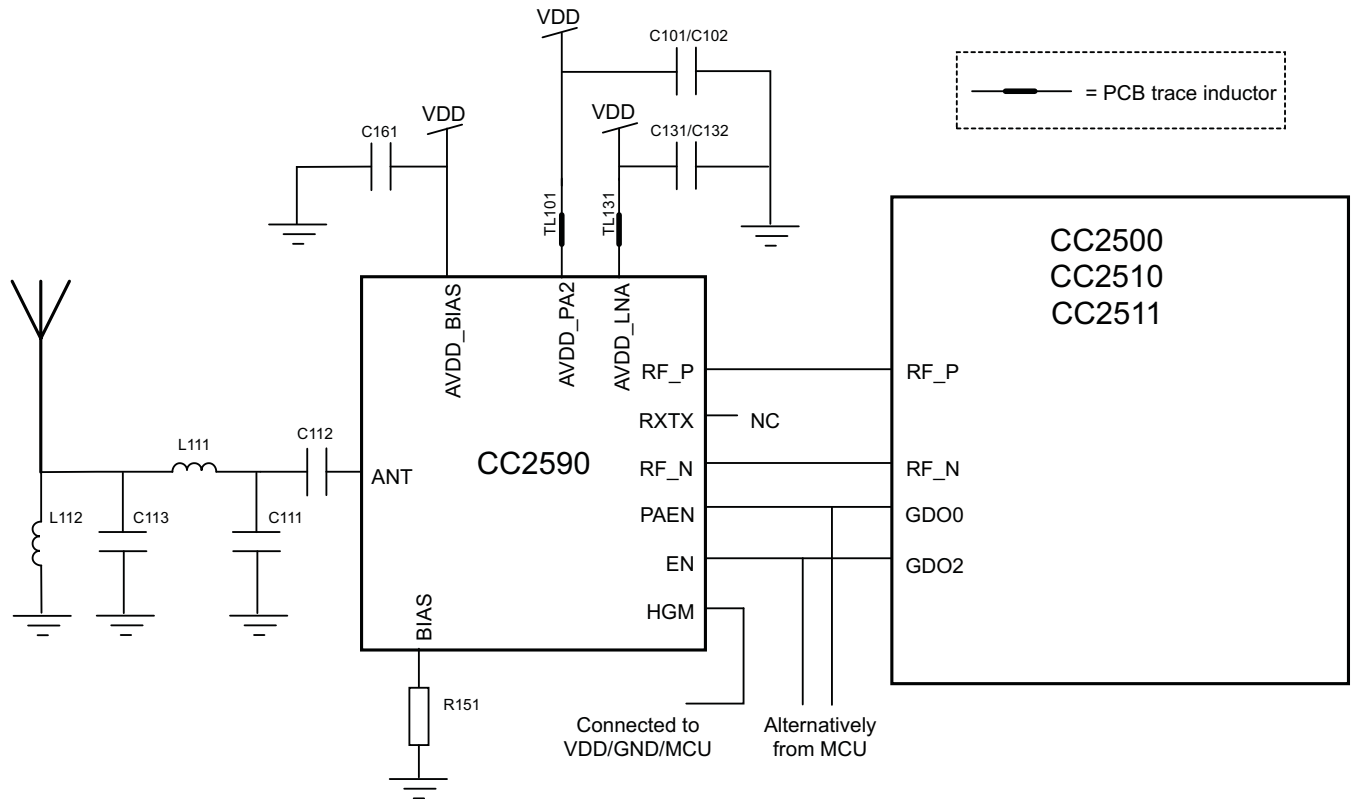 VDD
C101/C102
= PCB trace inductor
VDD
VDD
C161
C131/C132
TL101
TL131
CC2500
CC2510
CC2511
AVDD_BIAS
AVDD_PA2
AVDD_LNA
RF_P
RF_P
RXTX
NC
L111
C112
CC2590
ANT
RF_N
RF_N
L112
C113
C111
PAEN
GDO0
EN
GDO2
BIAS
HGM
R151
Connected to
VDD/GND/MCU
Alternatively
from MCU